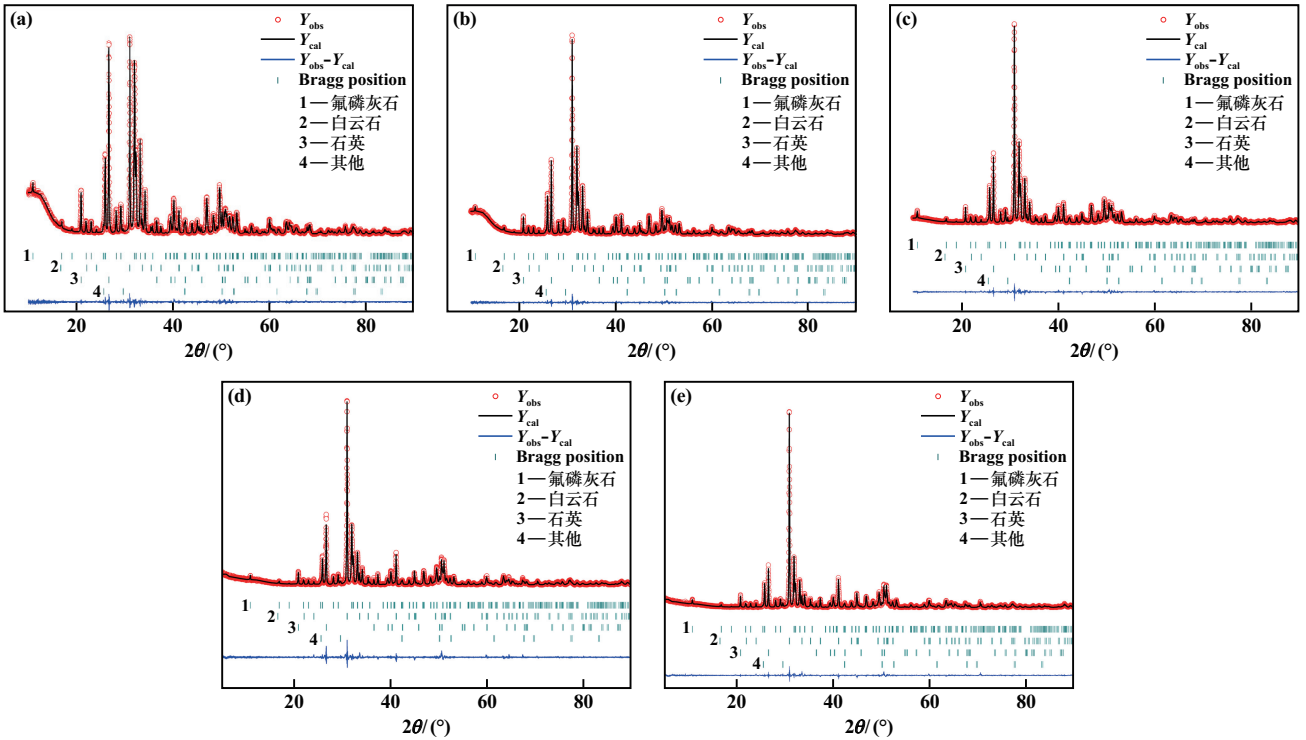 (a)
Yobs
Ycal
Yobs−Ycal
Bragg position
1—氟磷灰石
2—白云石
3—石英
4—其他
1
2
3
4
20 40 60 80
2θ/(°)
(b)
Yobs
Ycal
Yobs−Ycal
Bragg position
1—氟磷灰石
2—白云石
3—石英
4—其他
1
2
3
4
20 40 60 80
2θ/(°)
(c)
Yobs
Ycal
Yobs−Ycal
Bragg position
1—氟磷灰石
2—白云石
3—石英
4—其他
1
2
3
4
20 40 60 80
2θ/(°)
(d)
Yobs
Ycal
Yobs−Ycal
Bragg position
1—氟磷灰石
2—白云石
3—石英
4—其他
1
2
3
4
20 40 60 80
2θ/(°)
(e)
Yobs
Ycal
Yobs−Ycal
Bragg position
1—氟磷灰石
2—白云石
3—石英
4—其他
1
2
3
4
20 40 60 80
2θ/(°)